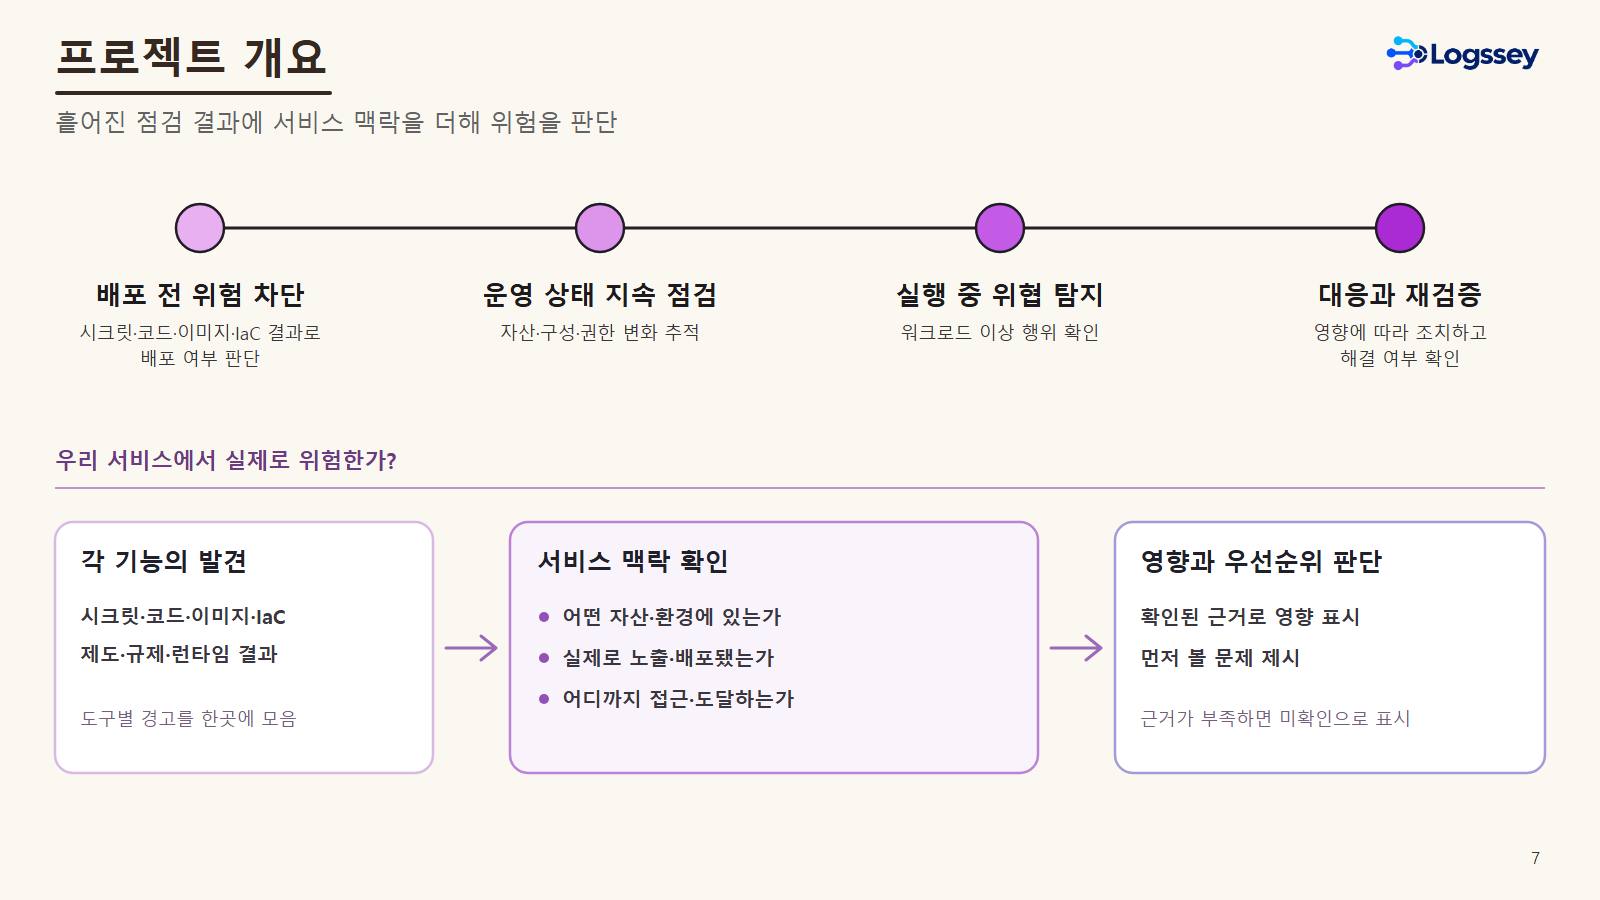 프로젝트 개요
Logssey
흩어진 점검 결과에 서비스 맥락을 더해 위험을 판단
배포 전 위험 차단
시크릿·코드·이미지·IaC 결과로
배포 여부 판단
운영 상태 지속 점검
자산·구성·권한 변화 추적
실행 중 위협 탐지
워크로드 이상 행위 확인
대응과 재검증
영향에 따라 조치하고
해결 여부 확인
우리 서비스에서 실제로 위험한가?
각 기능의 발견
시크릿·코드·이미지·IaC
제도·규제·런타임 결과
도구별 경고를 한곳에 모음
서비스 맥락 확인
어떤 자산·환경에 있는가
실제로 노출·배포됐는가
어디까지 접근·도달하는가
영향과 우선순위 판단
확인된 근거로 영향 표시
먼저 볼 문제 제시
근거가 부족하면 미확인으로 표시
7